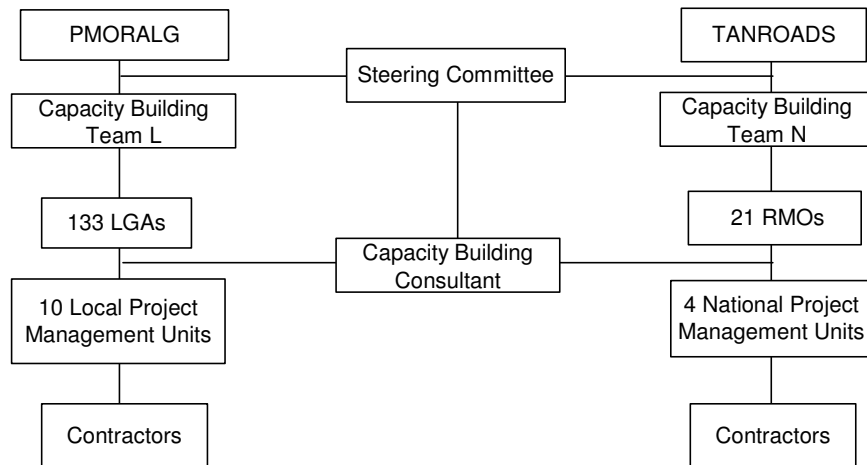 PMORALG
TANROADS
Steering Committee
Capacity Building
Team L
Capacity Building
Team N
133 LGAs
21 RMOs
Capacity Building
Consultant
10 Local Project
Management Units
4 National Project
Management Units
Contractors
Contractors